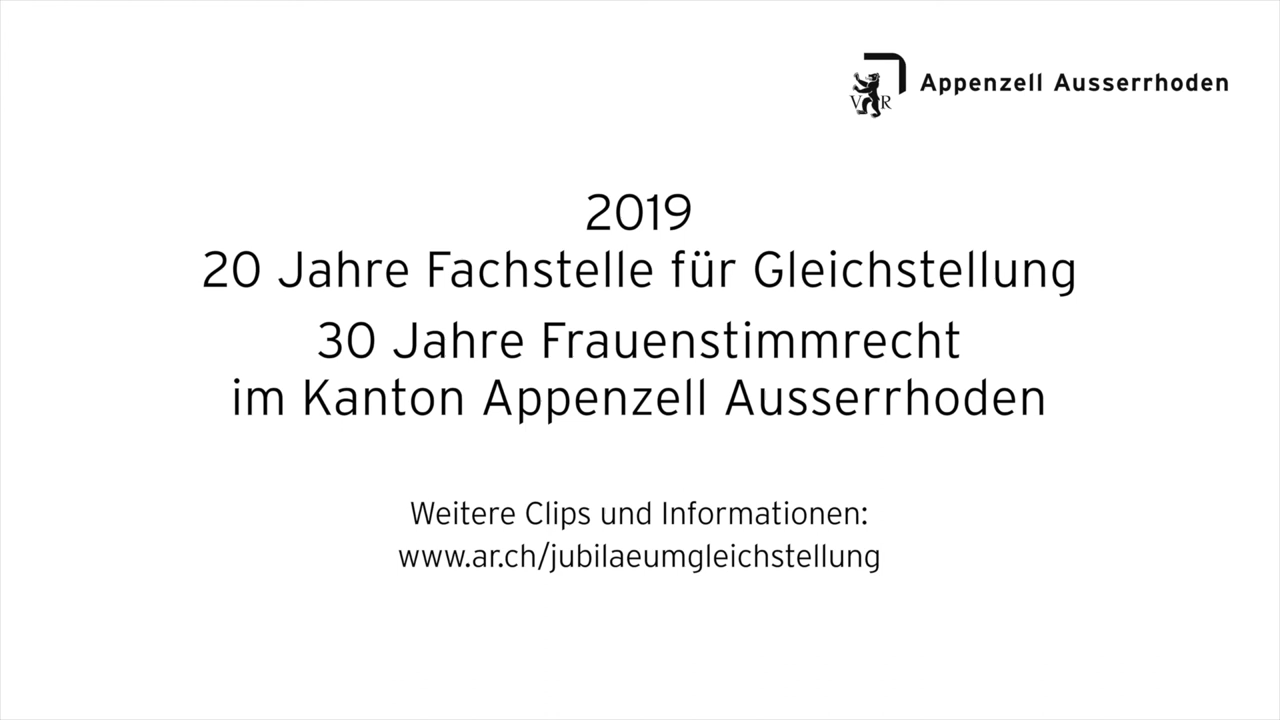 V R
Appenzell Ausserrhoden
2019
20 Jahre Fachstelle für Gleichstellung
30 Jahre Frauenstimmrecht
im Kanton Appenzell Ausserrhoden
Weitere Clips und Informationen:
www.ar.ch/jubilaeumgleichstellung